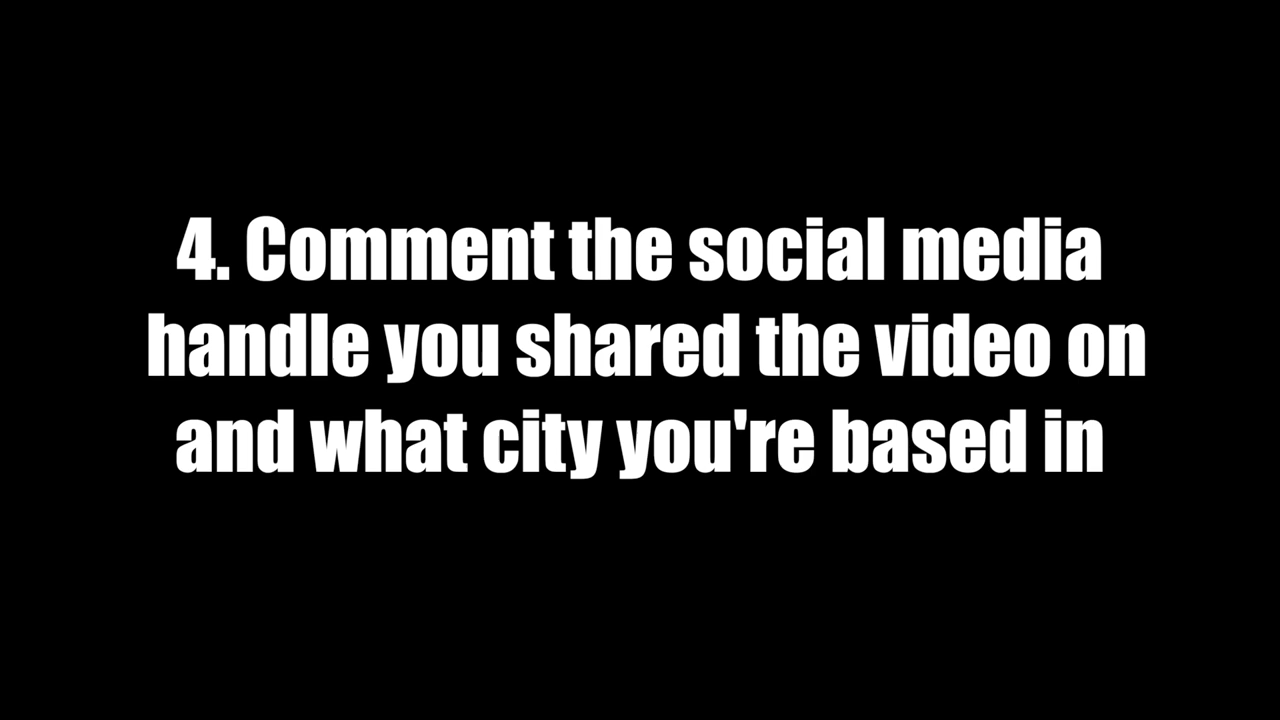 4. Comment the social media
handle you shared the video on
and what city you're based in